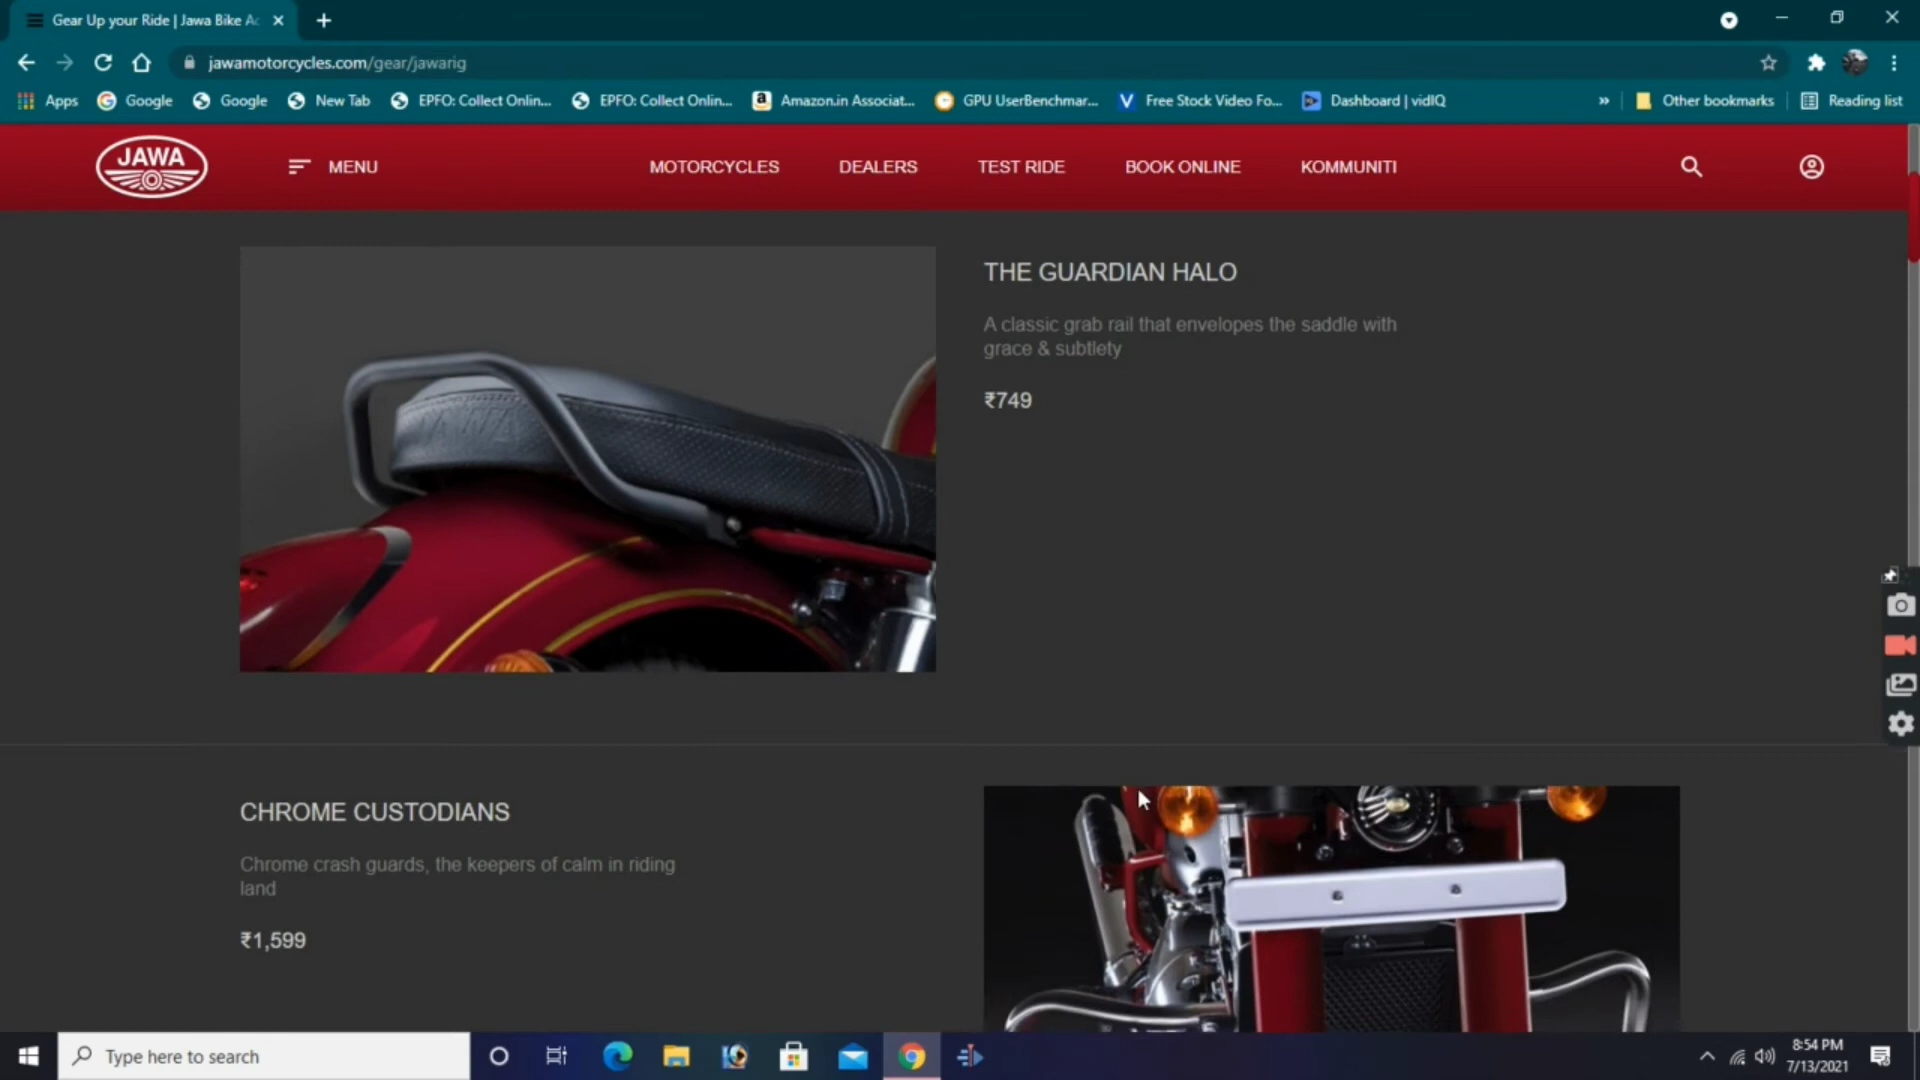 Gear Up your Ride | Jawa Bike Ac
jawamotorcycles.com/gear/jawarig
Apps
Google
Google
New Tab
EPFO: Collect Onlin...
EPFO: Collect Onlin...
Amazon.in Associat...
GPU UserBenchmar...
Free Stock Video Fo...
Dashboard | vidIQ
»
Other bookmarks
Reading list
JAWA
MENU
MOTORCYCLES
DEALERS
TEST RIDE
BOOK ONLINE
KOMMUNITI
THE GUARDIAN HALO
A classic grab rail that envelopes the saddle with
grace & subtlety
₹749
CHROME CUSTODIANS
Chrome crash guards, the keepers of calm in riding
land
₹1,599
Type here to search
8:54 PM
7/13/2021